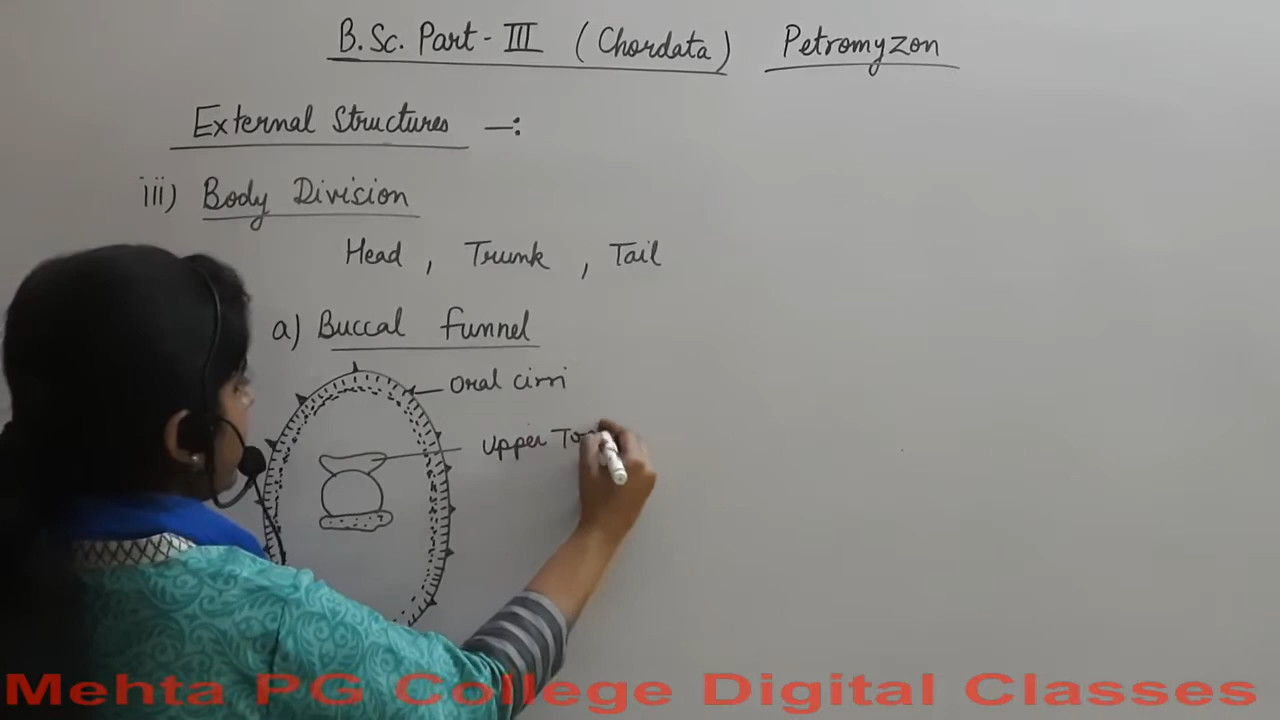 B.Sc. Part - III (Chordata) Petromyzon
External Structures —:
iii) Body Division
Head , Trunk , Tail
a) Buccal funnel
Oral cirri
Upper
Mehta PG College Digital Classes